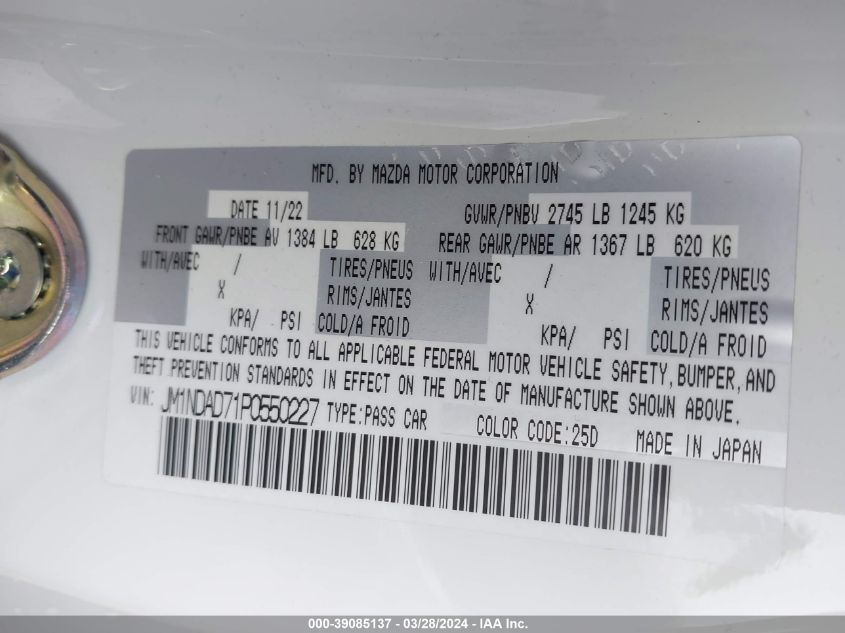 MFD. BY MAZDA MOTOR CORPORATION
DATE 11/22 GVWR/PNBV 2745 LB 1245 KG
FRONT GAWR/PNBE AV 1384 LB 628 KG REAR GAWR/PNBE AR 1367 LB 620 KG
WITH/AVEC / TIRES/PNEUS WITH/AVEC / TIRES/PNEUS
X RIMS/JANTES X RIMS/JANTES
KPA/ PSI COLD/A FROID KPA/ PSI COLD/A FROID
THIS VEHICLE CONFORMS TO ALL APPLICABLE FEDERAL MOTOR VEHICLE SAFETY, BUMPER, AND
THEFT PREVENTION STANDARDS IN EFFECT ON THE DATE OF MANUFACTURE SHOWN ABOVE.
VIN: JM1NDAD71P0550227 TYPE:PASS CAR COLOR CODE:25D MADE IN JAPAN
000-39085137 - 03/28/2024 - IAA Inc.